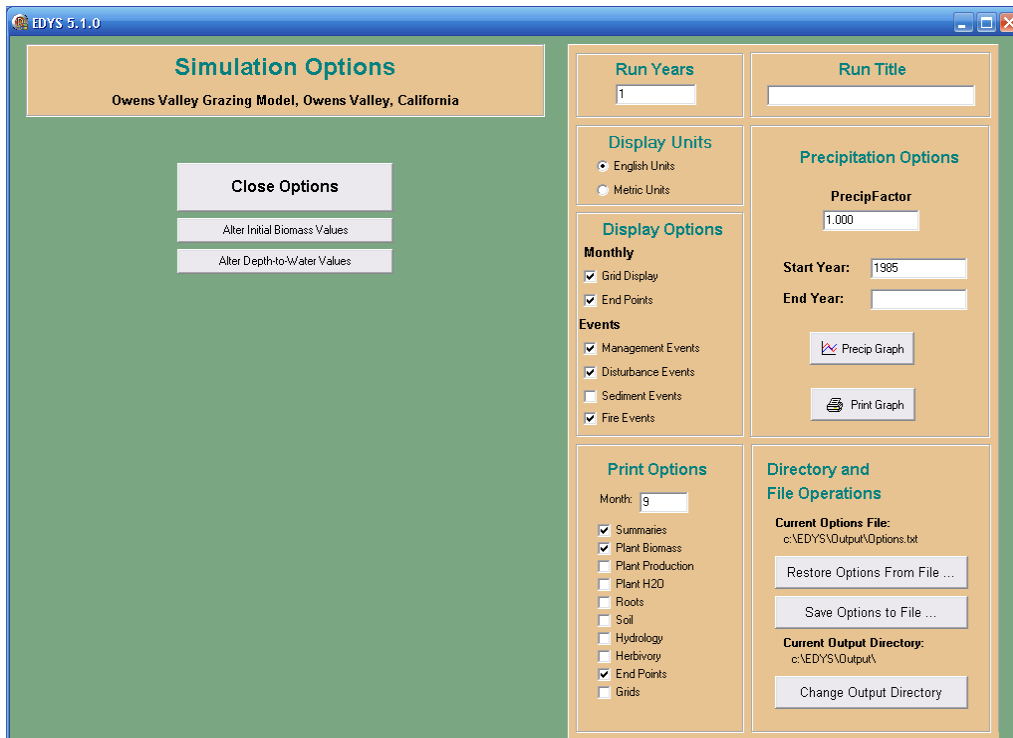 EDYS 5.1.0
Simulation Options
Owens Valley Grazing Model, Owens Valley, California
Close Options
Alter Initial Biomass Values
Alter Depth-to-Water Values
Run Years
1
Run Title
Display Units
English Units
Metric Units
Display Options
Monthly
Grid Display
End Points
Events
Management Events
Disturbance Events
Sediment Events
Fire Events
Precipitation Options
PrecipFactor
1.000
Start Year: 1985
End Year:
Precip Graph
Print Graph
Print Options
Month: 9
Summaries
Plant Biomass
Plant Production
Plant H2O
Roots
Soil
Hydrology
Herbivory
End Points
Grids
Directory and
File Operations
Current Options File:
c:\EDYS\Output\Options.txt
Restore Options From File ...
Save Options to File ...
Current Output Directory:
c:\EDYS\Output\
Change Output Directory